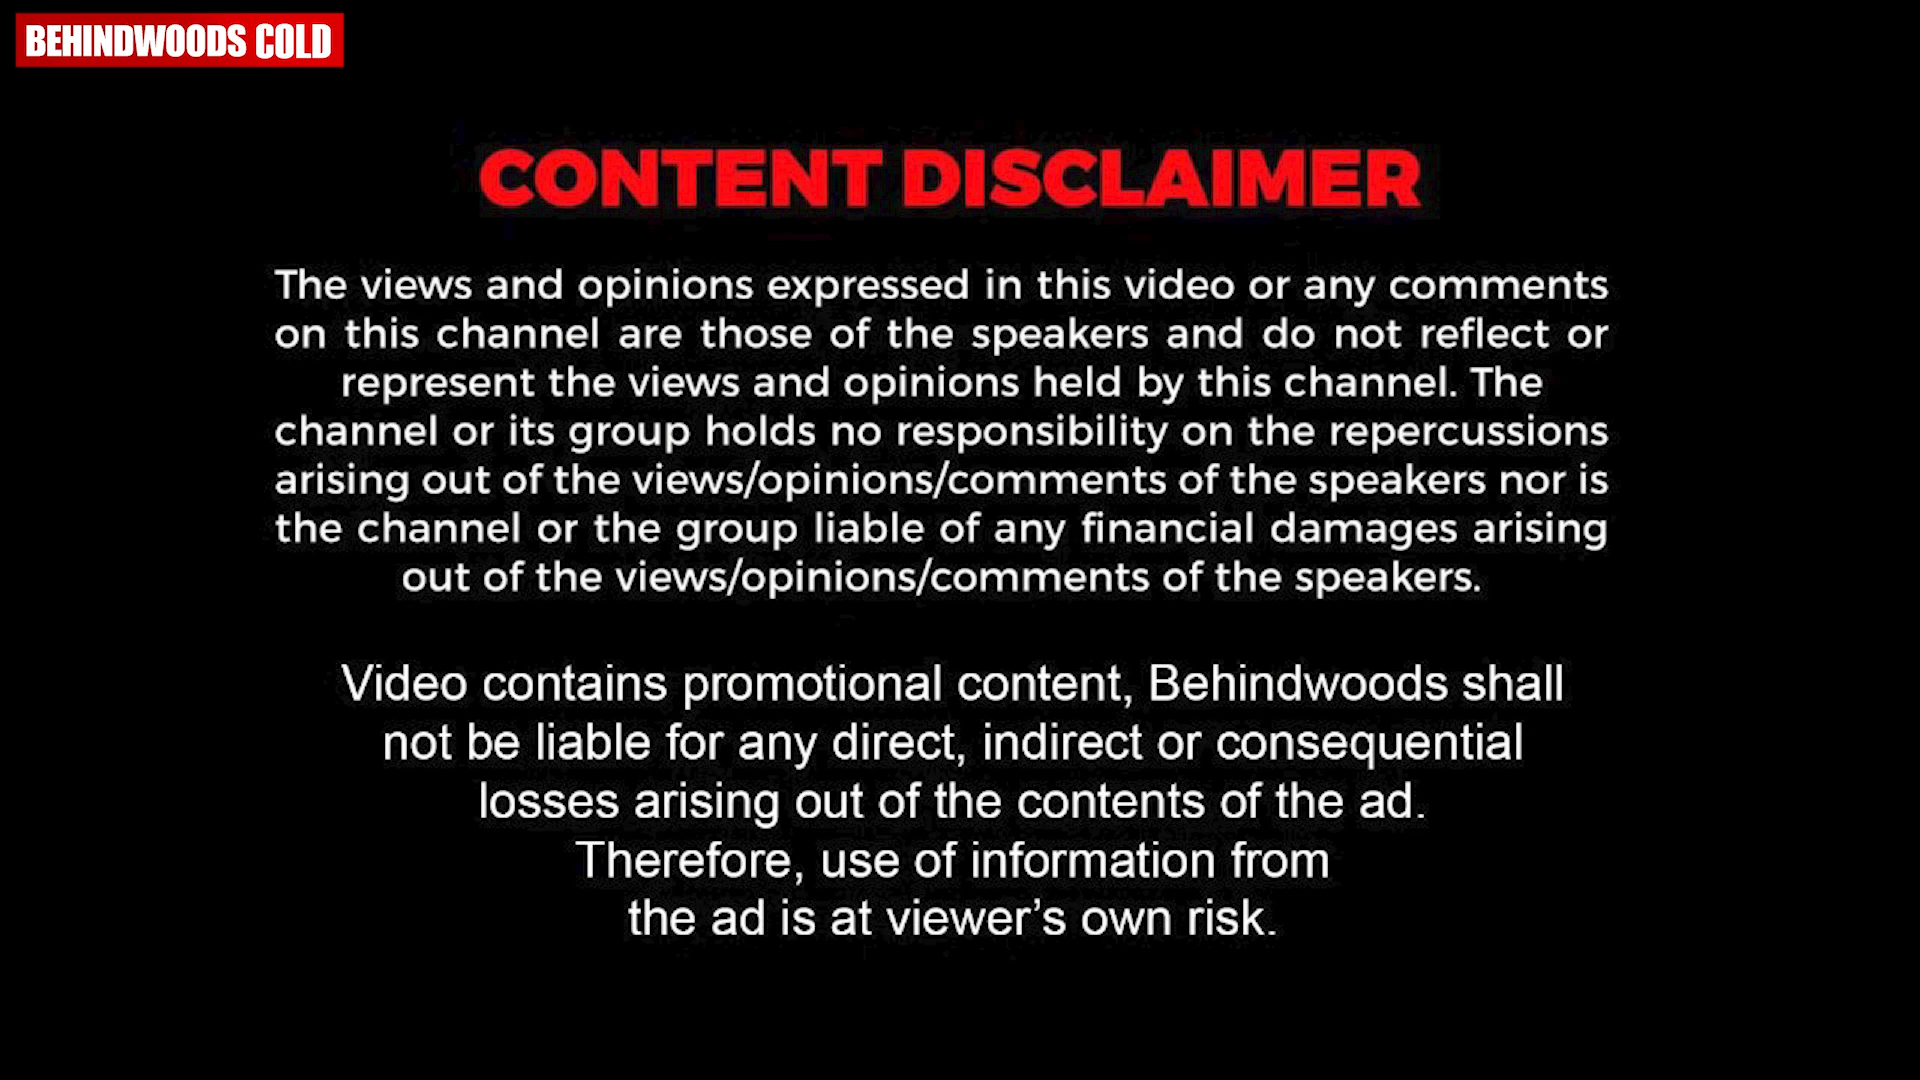 BEHINDWOODS COLD
CONTENT DISCLAIMER
The views and opinions expressed in this video or any comments
on this channel are those of the speakers and do not reflect or
represent the views and opinions held by this channel. The
channel or its group holds no responsibility on the repercussions
arising out of the views/opinions/comments of the speakers nor is
the channel or the group liable of any financial damages arising
out of the views/opinions/comments of the speakers.
Video contains promotional content, Behindwoods shall
not be liable for any direct, indirect or consequential
losses arising out of the contents of the ad.
Therefore, use of information from
the ad is at viewer’s own risk.